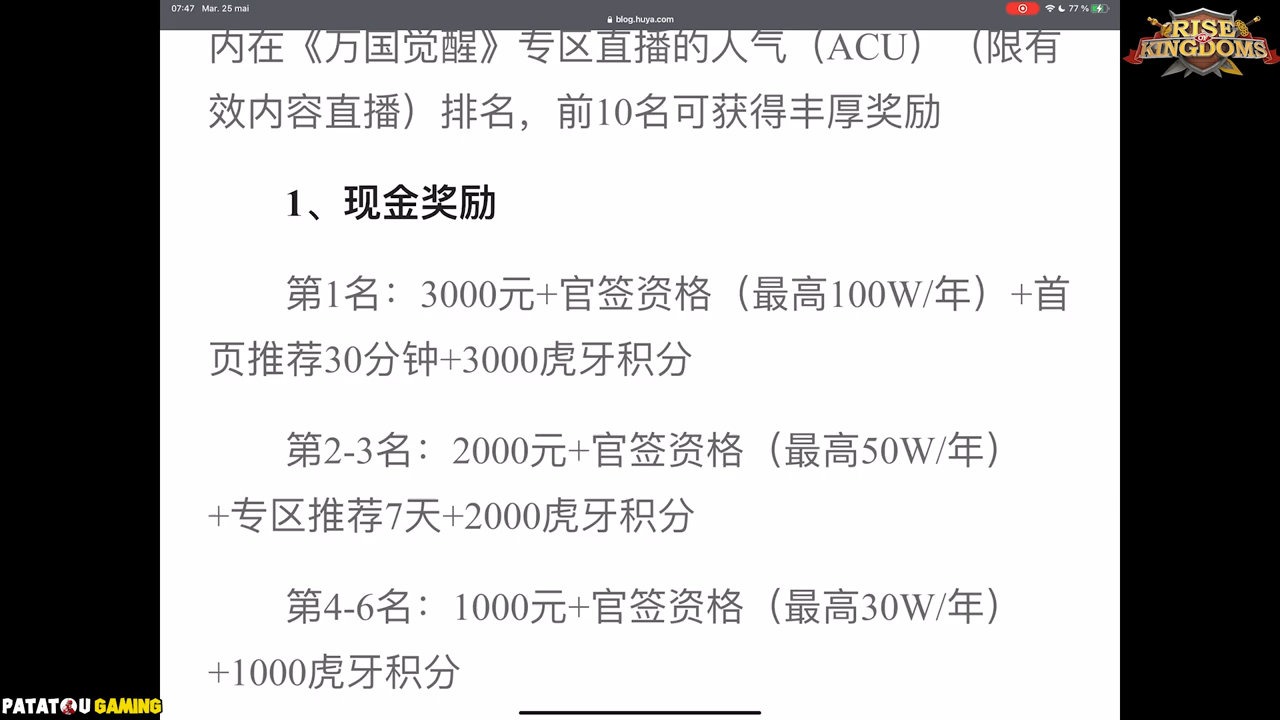 07:47 Mar. 25 mai
77 %
blog.huya.com
RISE
OF
KINGDOMS
内在《万国觉醒》专区直播的人气（ACU）（限有
效内容直播）排名，前10名可获得丰厚奖励
1、现金奖励
第1名：3000元+官签资格（最高100W/年）+首
页推荐30分钟+3000虎牙积分
第2-3名：2000元+官签资格（最高50W/年）
+专区推荐7天+2000虎牙积分
第4-6名：1000元+官签资格（最高30W/年）
+1000虎牙积分
PATATOU GAMING